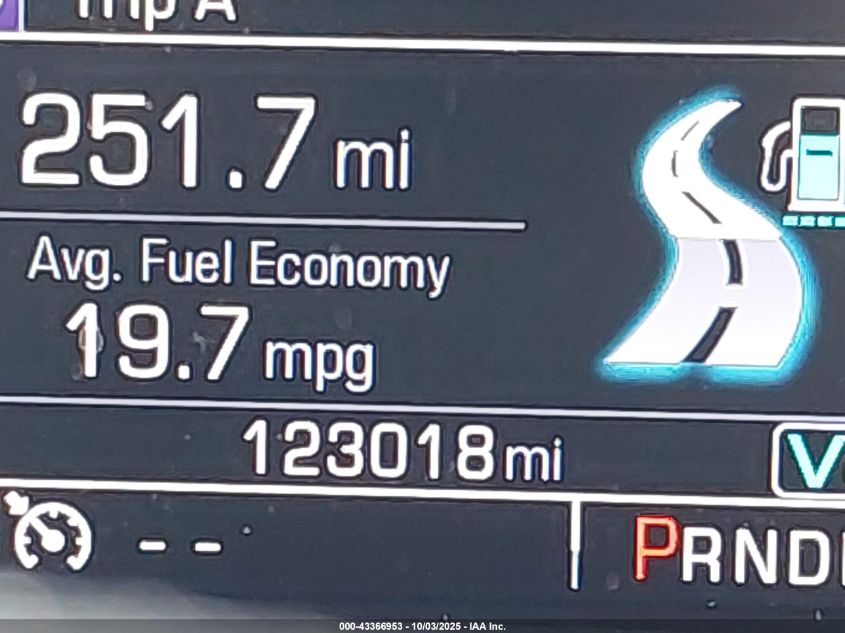 Trip A
251.7 mi
Avg. Fuel Economy
19.7 mpg
123018 mi
V
-- PRND
000-43366953 - 10/03/2025 - IAA Inc.